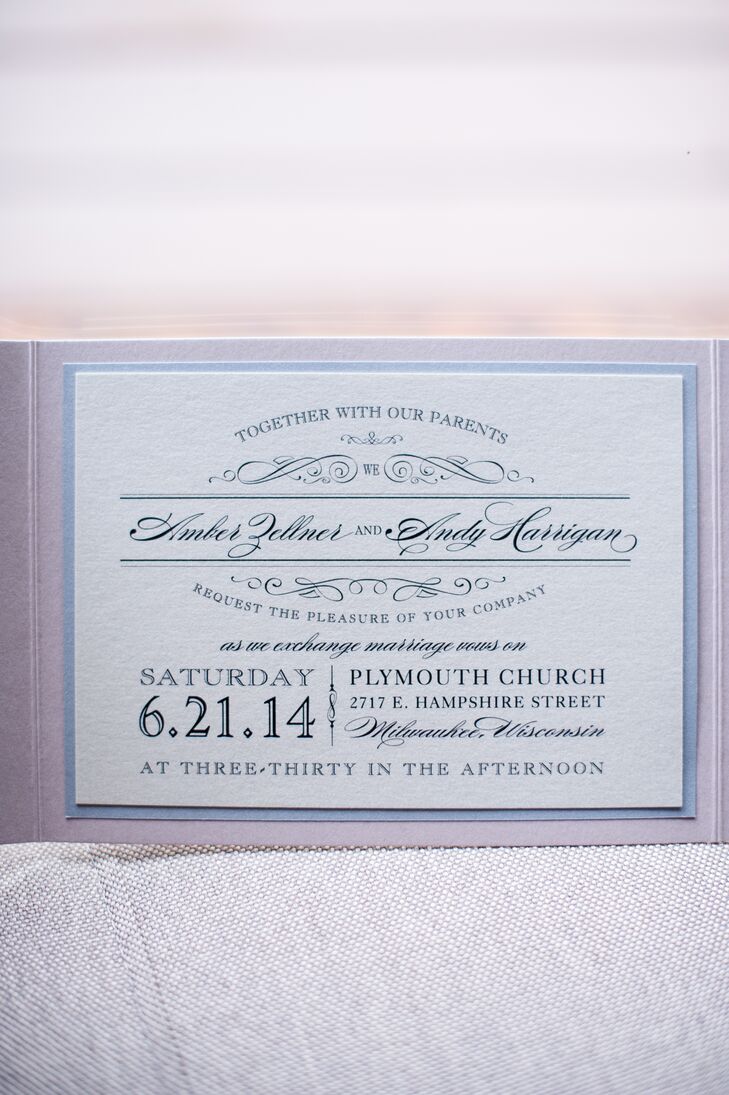 TOGETHER WITH OUR PARENTS
WE
Amber Zellner AND Andy Harrigan
REQUEST THE PLEASURE OF YOUR COMPANY
as we exchange marriage vows on
SATURDAY
6.21.14
PLYMOUTH CHURCH
2717 E. HAMPSHIRE STREET
Milwaukee, Wisconsin
AT THREE-THIRTY IN THE AFTERNOON